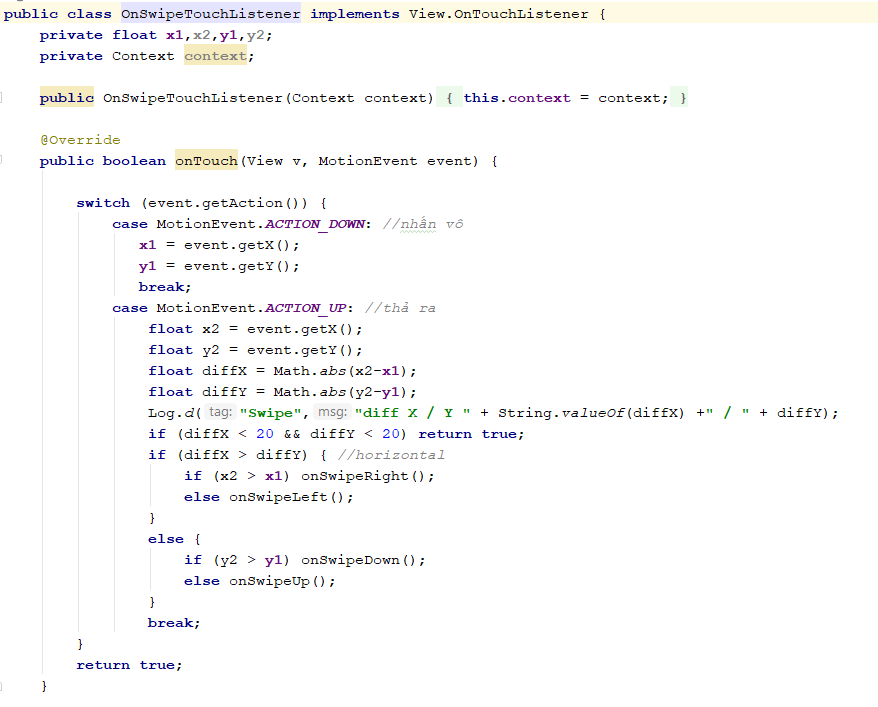 public class OnSwipeTouchListener implements View.OnTouchListener {
    private float x1,x2,y1,y2;
    private Context context;
    public OnSwipeTouchListener(Context context) { this.context = context; }
    @Override
    public boolean onTouch(View v, MotionEvent event) {
        switch (event.getAction()) {
            case MotionEvent.ACTION_DOWN: //nhấn vô
               x1 = event.getX();
               y1 = event.getY();
               break;
            case MotionEvent.ACTION_UP: //thả ra
                float x2 = event.getX();
                float y2 = event.getY();
                float diffX = Math.abs(x2-x1);
                float diffY = Math.abs(y2-y1);
                Log.d( tag: "Swipe", msg: "diff X / Y " + String.valueOf(diffX) +" / " + diffY);
                if (diffX < 20 && diffY < 20) return true;
                if (diffX > diffY) { //horizontal
                    if (x2 > x1) onSwipeRight();
                    else onSwipeLeft();
                }
                else {
                    if (y2 > y1) onSwipeDown();
                    else onSwipeUp();
                }
                break;
        }
        return true;
    }